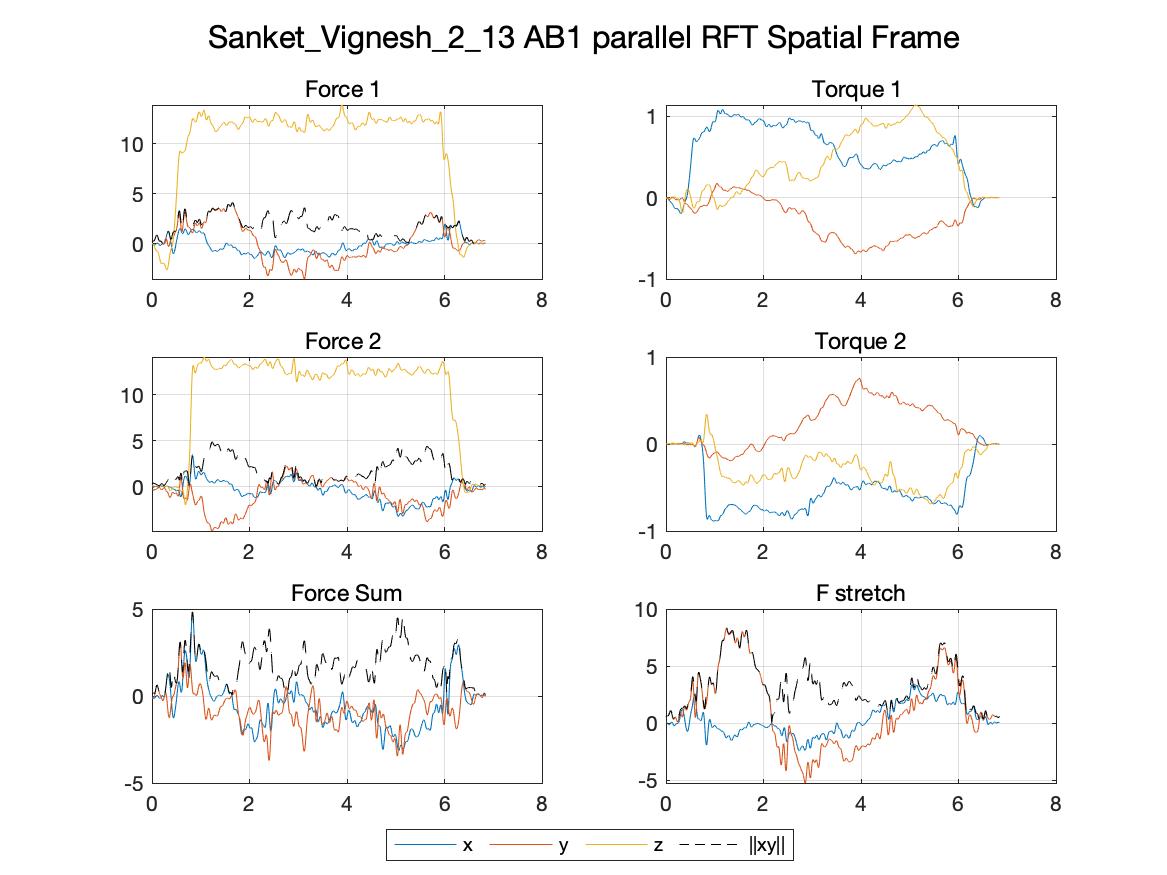 Sanket_Vignesh_2_13 AB1 parallel RFT Spatial Frame
Force 1
10
5
0
0 2 4 6 8
Torque 1
1
0
-1
0 2 4 6 8
Force 2
10
5
0
0 2 4 6 8
Torque 2
1
0
-1
0 2 4 6 8
Force Sum
5
0
-5
0 2 4 6 8
F stretch
10
5
0
-5
0 2 4 6 8
x y z ||xy||